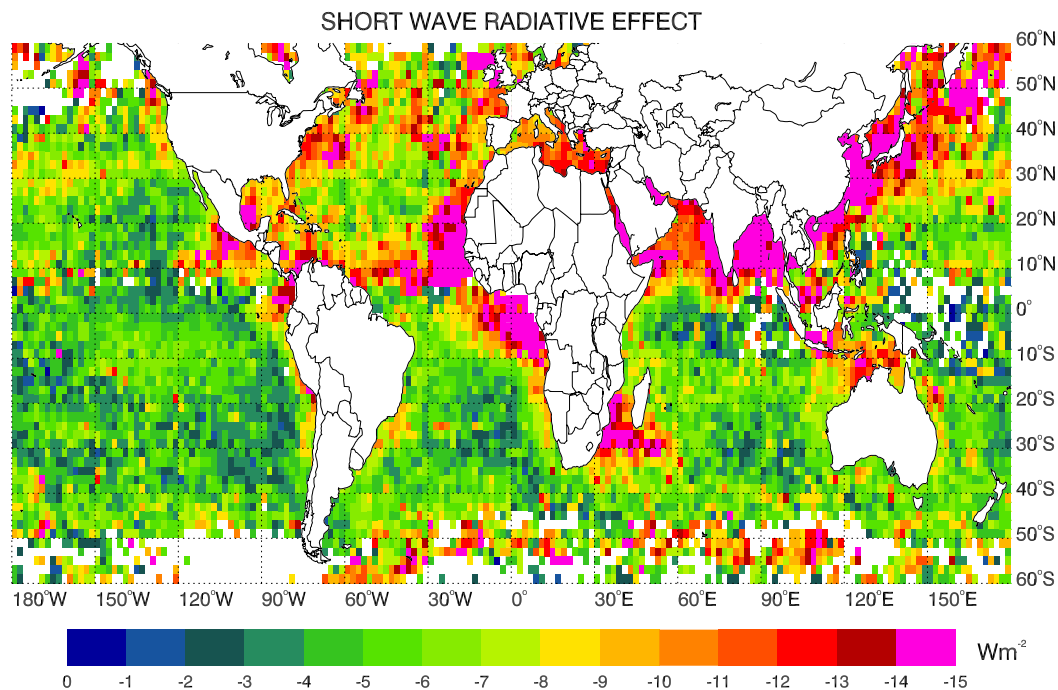 SHORT WAVE RADIATIVE EFFECT
60°N
50°N
40°N
30°N
20°N
10°N
0°
10°S
20°S
30°S
40°S
50°S
60°S
180°W 150°W 120°W 90°W 60°W 30°W 0° 30°E 60°E 90°E 120°E 150°E
0 -1 -2 -3 -4 -5 -6 -7 -8 -9 -10 -11 -12 -13 -14 -15 Wm⁻²